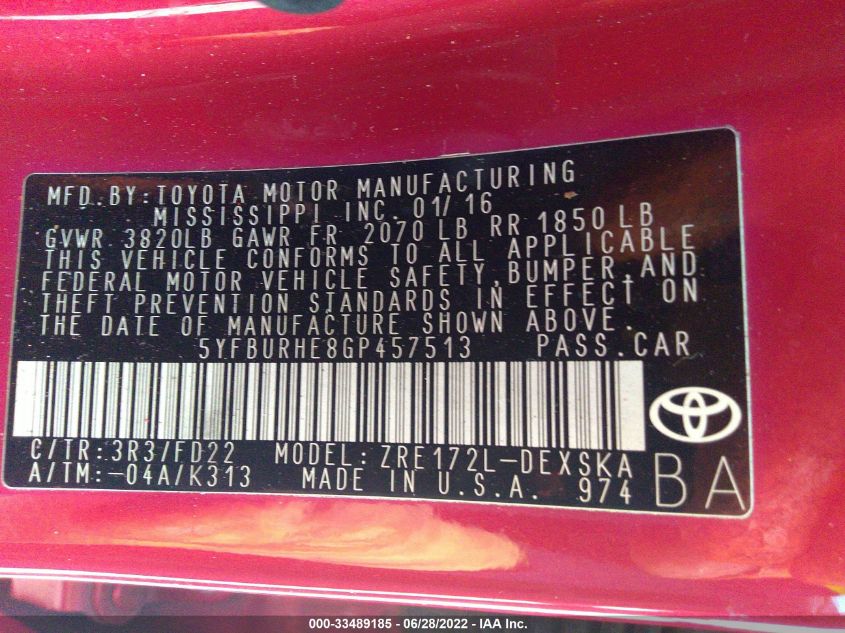 MFD.BY:TOYOTA MOTOR MANUFACTURING
MISSISSIPPI INC. 01/16
GVWR 3820LB GAWR FR 2070 LB RR 1850 LB
THIS VEHICLE CONFORMS TO ALL APPLICABLE
FEDERAL MOTOR VEHICLE SAFETY,BUMPER,AND
THEFT PREVENTION STANDARDS IN EFFECT ON
THE DATE OF MANUFACTURE SHOWN ABOVE.
5YFBURHE8GP457513 PASS.CAR
C/TR:3R3/FD22 MODEL:ZRE172L-DEXSKA
A/TM:-04A/K313 MADE IN U.S.A. 974
BA
000-33489185 - 06/28/2022 - IAA Inc.